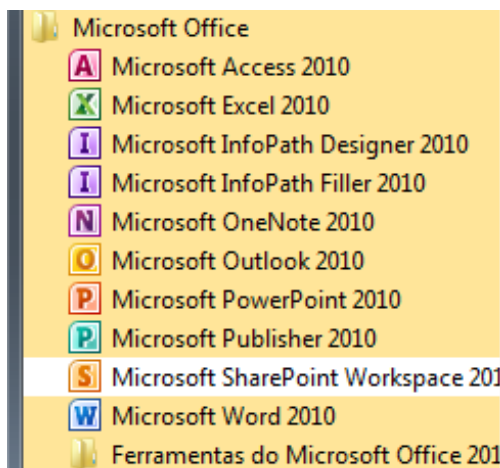 Microsoft Office
A Microsoft Access 2010
X Microsoft Excel 2010
I Microsoft InfoPath Designer 2010
I Microsoft InfoPath Filler 2010
N Microsoft OneNote 2010
O Microsoft Outlook 2010
P Microsoft PowerPoint 2010
P Microsoft Publisher 2010
S Microsoft SharePoint Workspace 201
W Microsoft Word 2010
Ferramentas do Microsoft Office 201